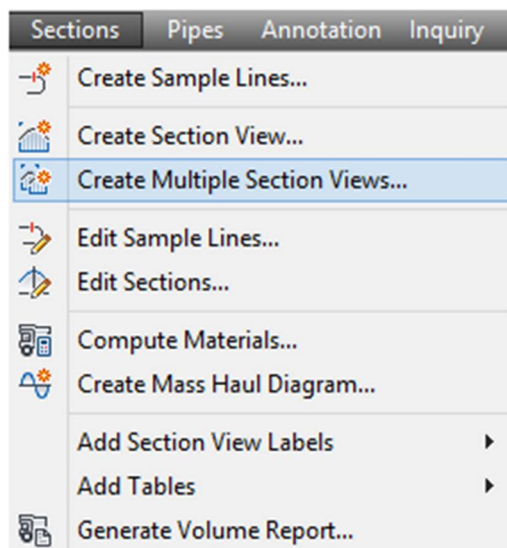 Sections Pipes Annotation Inquiry
Create Sample Lines...
Create Section View...
Create Multiple Section Views...
Edit Sample Lines...
Edit Sections...
Compute Materials...
Create Mass Haul Diagram...
Add Section View Labels
Add Tables
Generate Volume Report...